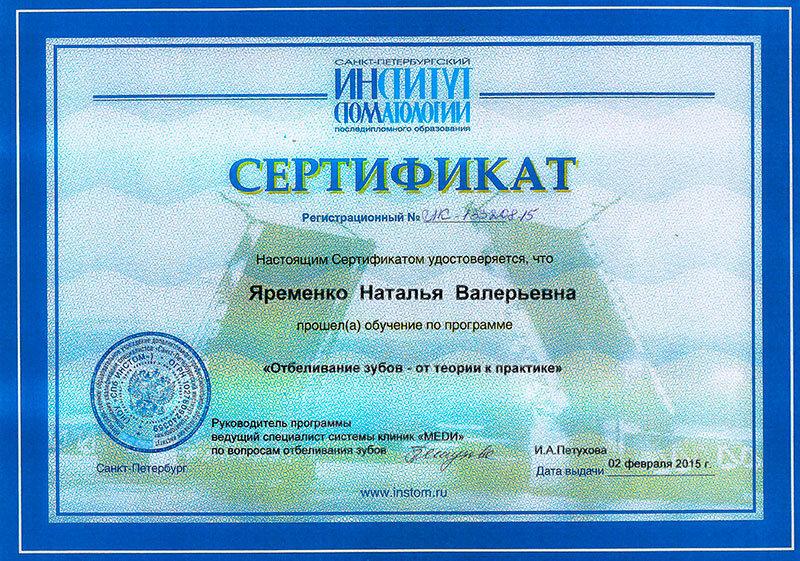 САНКТ-ПЕТЕРБУРГСКИЙ
ИНСТИТУТ
СТОМАТОЛОГИИ
последипломного образования
СЕРТИФИКАТ
Регистрационный №
Настоящим Сертификатом удостоверяется, что
Яременко Наталья Валерьевна
прошел(а) обучение по программе
«Отбеливание зубов - от теории к практике»
Руководитель программы
ведущий специалист системы клиник «МЕDИ»
по вопросам отбеливания зубов
И.А.Петухова
Санкт-Петербург
Дата выдачи 02 февраля 2015 г.
www.instom.ru